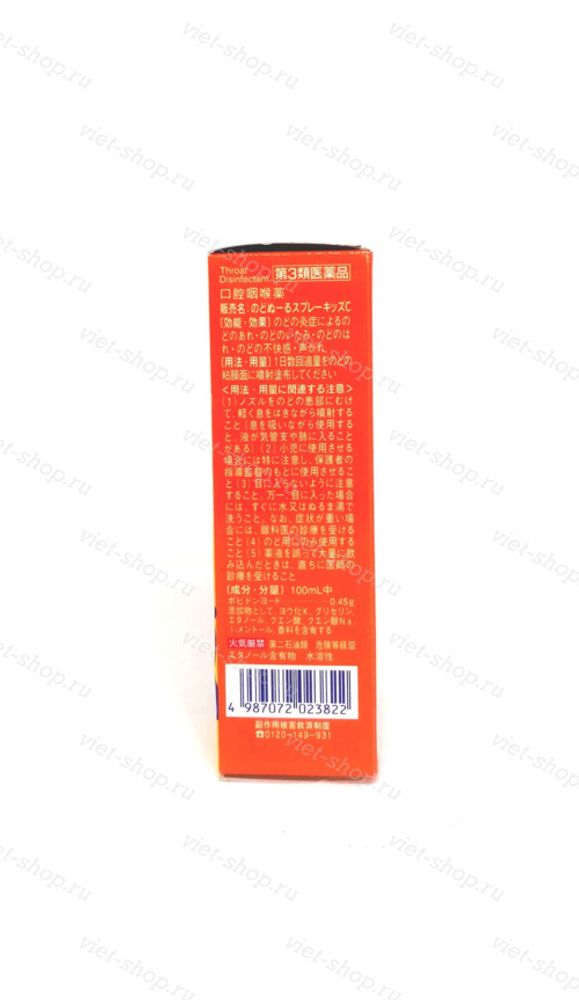 Throat
Disinfectant
第3類医薬品
口腔咽喉薬
販売名:のどぬーるスプレーキッズC
〔効能・効果〕のどの炎症によるの
どのあれ・のどのいたみ・のどのは
れ・のどの不快感・声がれ
〔用法・用量〕1日数回適量をのどの
粘膜面に噴射塗布してください
<用法・用量に関連する注意>
(1)ノズルをのどの患部にむけ
て、軽く息をはきながら噴射する
こと(息を吸いながら使用する
と、液が気管支や肺に入ること
がある)(2)小児に使用させる
場合には特に注意し、保護者の
指導監督のもとに使用させるこ
と(3)目に入らないように注意
すること。万一、目に入った場合
には、すぐに水又はぬるま湯で
洗うこと。なお、症状が重い場
合には、眼科医の診療を受ける
こと(4)のど用にのみ使用する
こと(5)薬液を誤って大量に飲
み込んだときは、直ちに医師の
診療を受けること
〔成分・分量〕100mL中
ポビドンヨード 0.45g
添加物として、ヨウ化K、グリセリン、
エタノール、クエン酸、クエン酸Na、
l-メントール、香料を含有する
火気厳禁 第二石油類 危険等級Ⅲ
エタノール含有物 水溶性
4 987072 023822
副作用被害救済制度
☎0120-149-931
viet-shop.ru